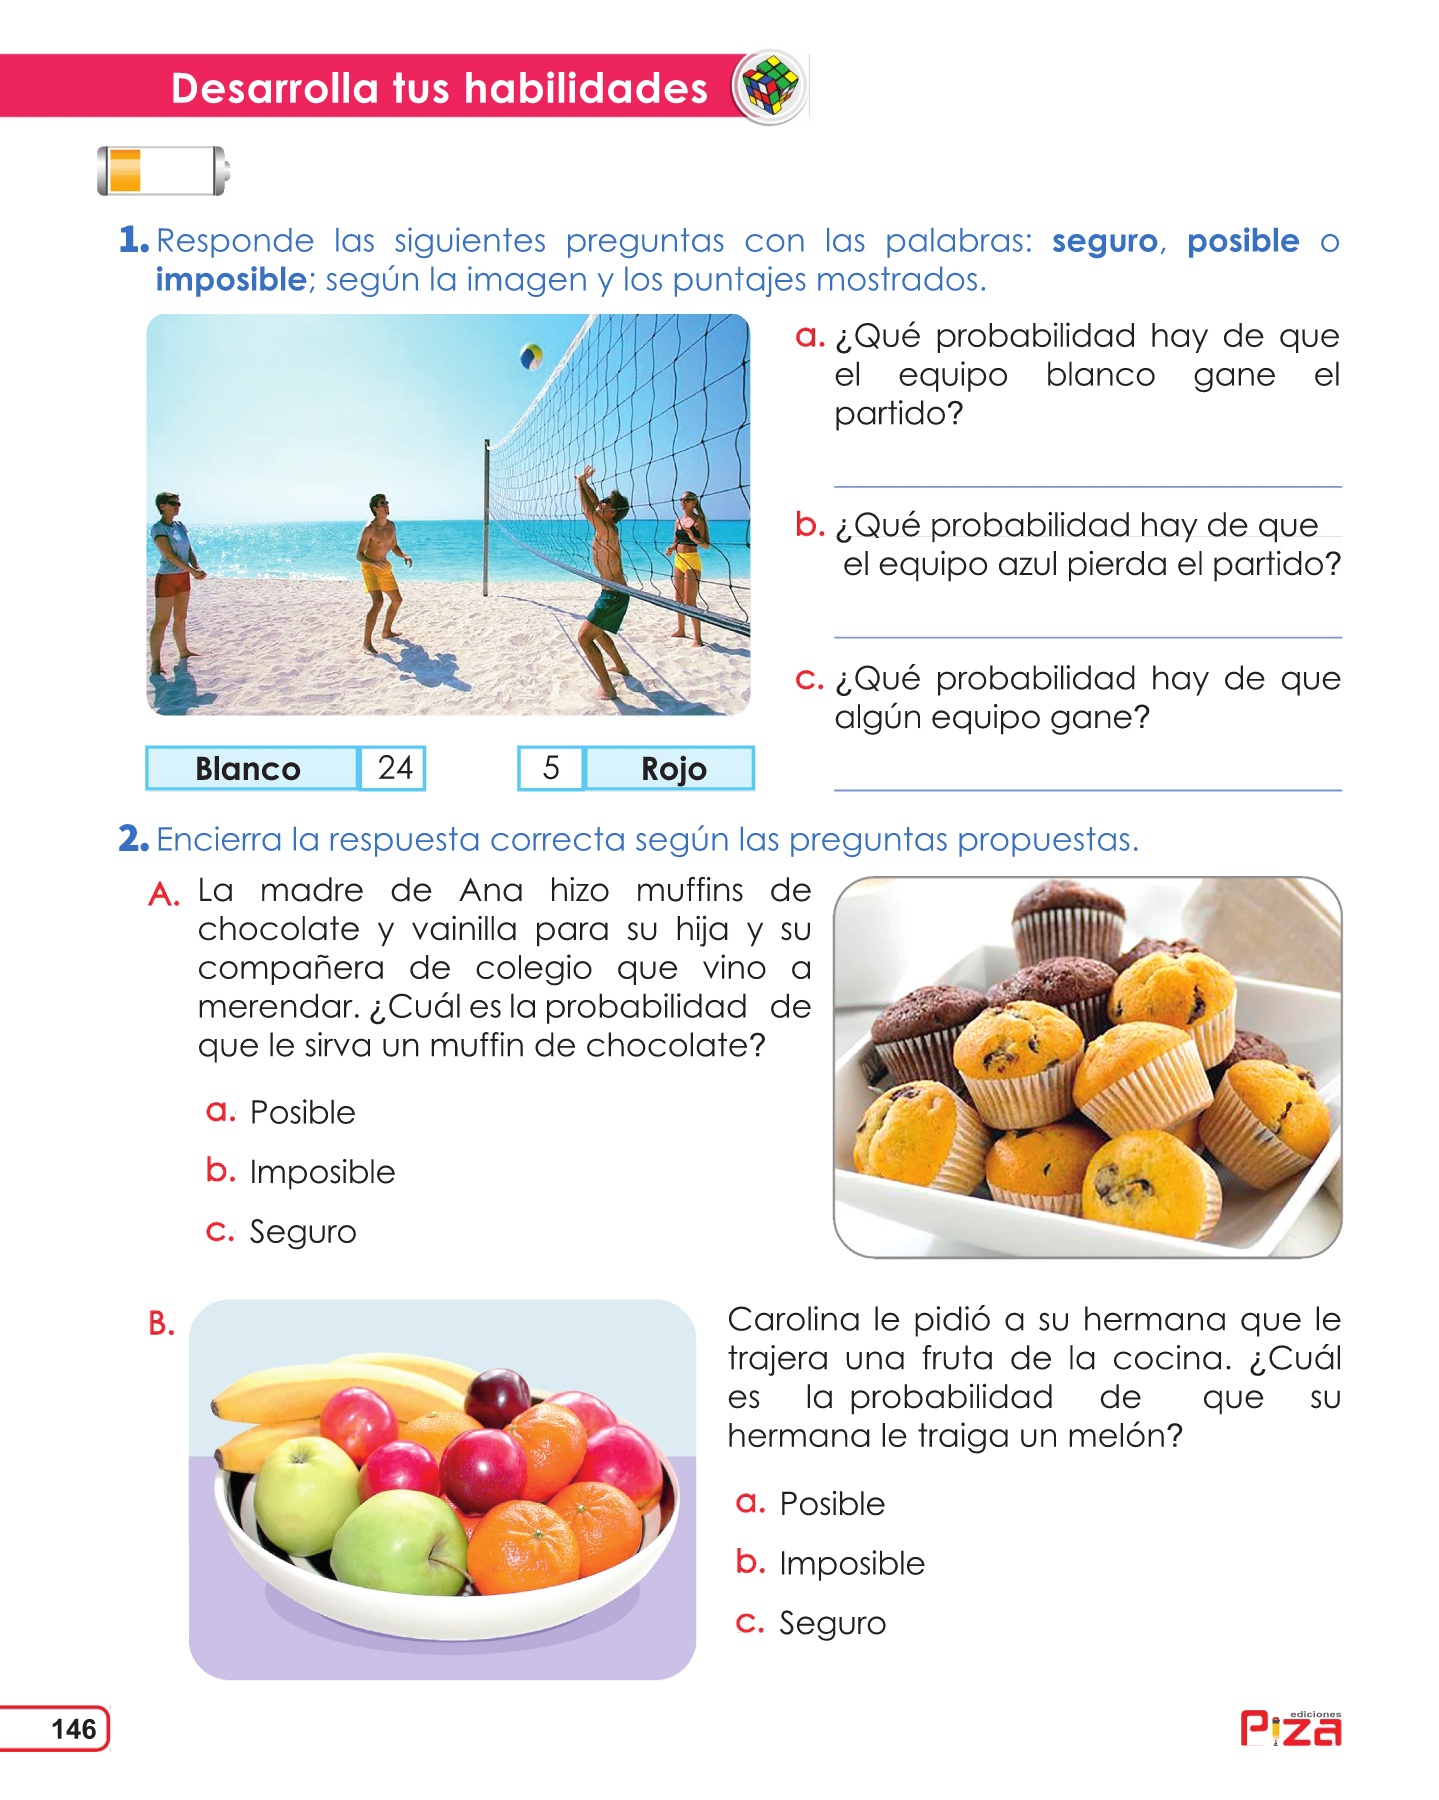 Desarrolla tus habilidades
1. Responde las siguientes preguntas con las palabras: seguro, posible o
imposible; según la imagen y los puntajes mostrados.
a. ¿Qué probabilidad hay de que
el equipo blanco gane el
partido?
b. ¿Qué probabilidad hay de que
el equipo azul pierda el partido?
c. ¿Qué probabilidad hay de que
algún equipo gane?
Blanco 24 5 Rojo
2. Encierra la respuesta correcta según las preguntas propuestas.
A. La madre de Ana hizo muffins de
chocolate y vainilla para su hija y su
compañera de colegio que vino a
merendar. ¿Cuál es la probabilidad de
que le sirva un muffin de chocolate?
a. Posible
b. Imposible
c. Seguro
B.
Carolina le pidió a su hermana que le
trajera una fruta de la cocina. ¿Cuál
es la probabilidad de que su
hermana le traiga un melón?
a. Posible
b. Imposible
c. Seguro
146
ediciones
Piza